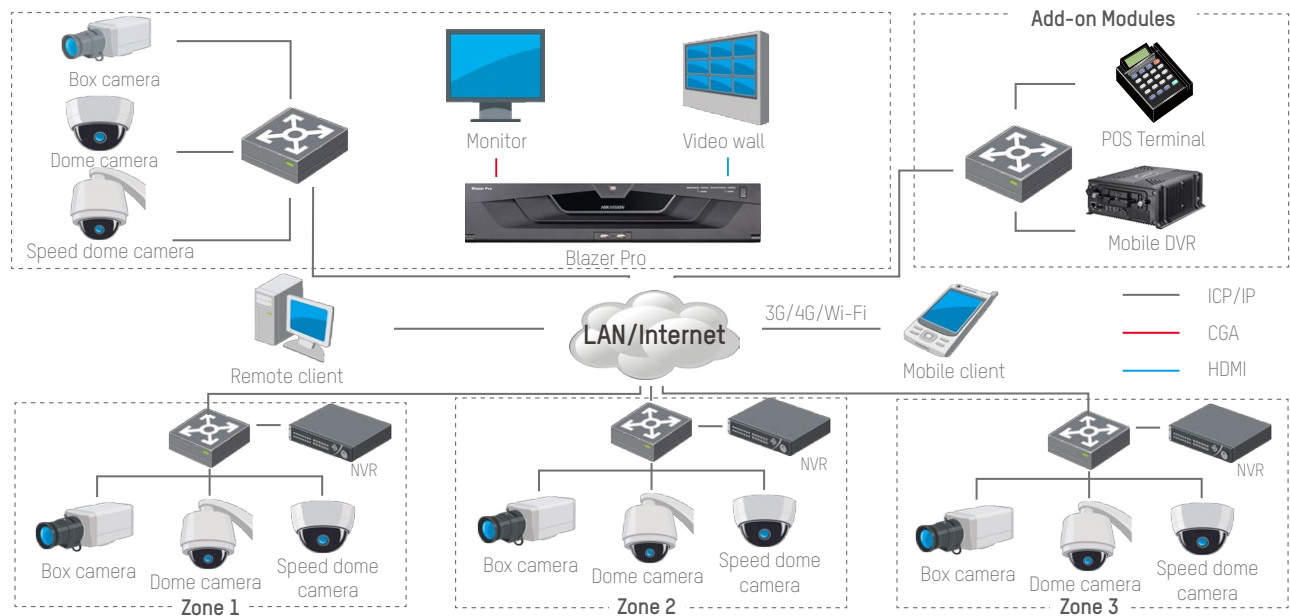 Add-on Modules
Box camera
Dome camera
Speed dome camera
Monitor
Video wall
Blazer Pro
HIKVISION
Blazer Pro
POS Terminal
Mobile DVR
LAN/Internet
3G/4G/Wi-Fi
Remote client
Mobile client
ICP/IP
CGA
HDMI
NVR
Box camera
Dome camera
Speed dome
camera
Zone 1
NVR
Box camera
Dome camera
Speed dome
camera
Zone 2
NVR
Box camera
Dome camera
Speed dome
camera
Zone 3